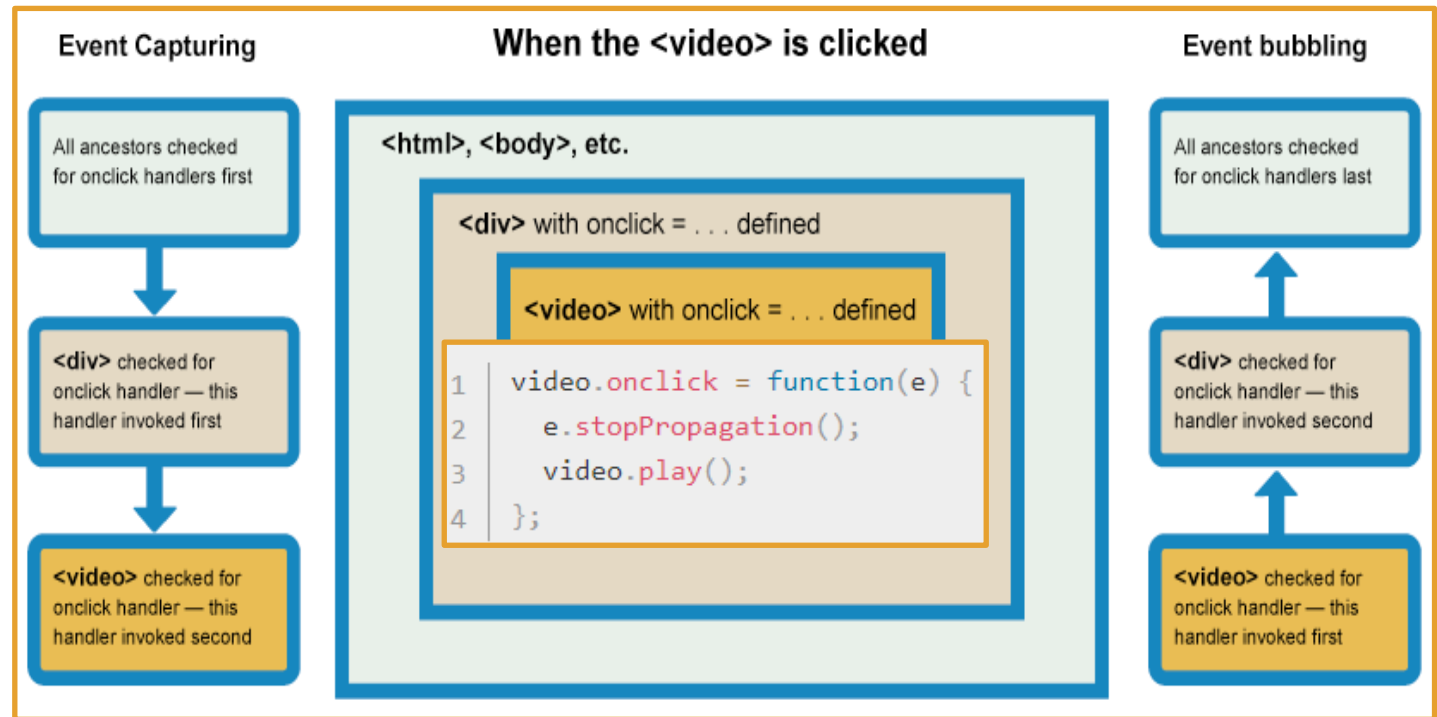 Event Capturing
All ancestors checked
for onclick handlers first
<div> checked for
onclick handler — this
handler invoked first
<video> checked for
onclick handler — this
handler invoked second
When the <video> is clicked
<html>, <body>, etc.
<div> with onclick = . . . defined
<video> with onclick = . . . defined
1 video.onclick = function(e) {
2 e.stopPropagation();
3 video.play();
4 };
Event bubbling
All ancestors checked
for onclick handlers last
<div> checked for
onclick handler — this
handler invoked second
<video> checked for
onclick handler — this
handler invoked first